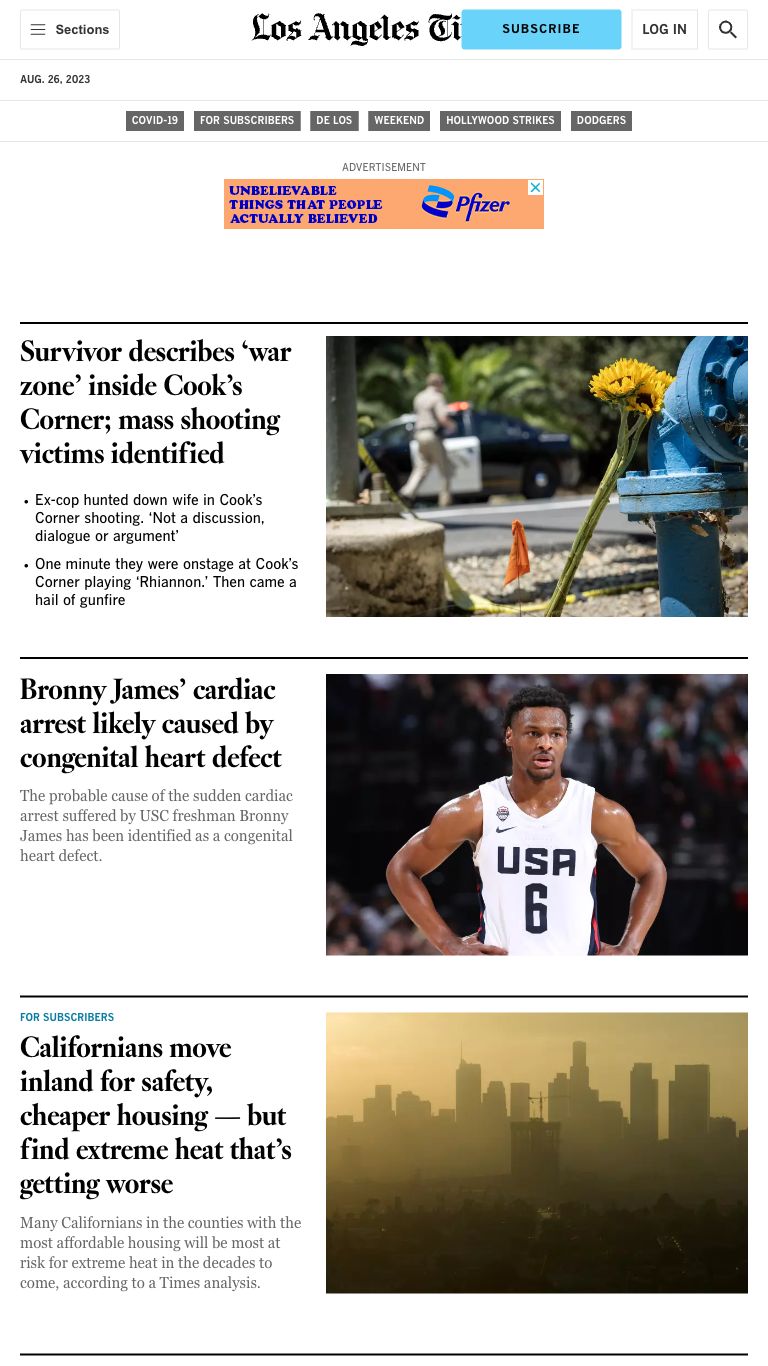 Sections
Los Angeles Ti
SUBSCRIBE
LOG IN
AUG. 26, 2023
COVID-19
FOR SUBSCRIBERS
DE LOS
WEEKEND
HOLLYWOOD STRIKES
DODGERS
ADVERTISEMENT
UNBELIEVABLE
THINGS THAT PEOPLE
ACTUALLY BELIEVED
Pfizer
Survivor describes ‘war
zone’ inside Cook’s
Corner; mass shooting
victims identified
• Ex-cop hunted down wife in Cook’s
Corner shooting. ‘Not a discussion,
dialogue or argument’
• One minute they were onstage at Cook’s
Corner playing ‘Rhiannon.’ Then came a
hail of gunfire
Bronny James’ cardiac
arrest likely caused by
congenital heart defect
The probable cause of the sudden cardiac
arrest suffered by USC freshman Bronny
James has been identified as a congenital
heart defect.
USA
6
FOR SUBSCRIBERS
Californians move
inland for safety,
cheaper housing — but
find extreme heat that’s
getting worse
Many Californians in the counties with the
most affordable housing will be most at
risk for extreme heat in the decades to
come, according to a Times analysis.